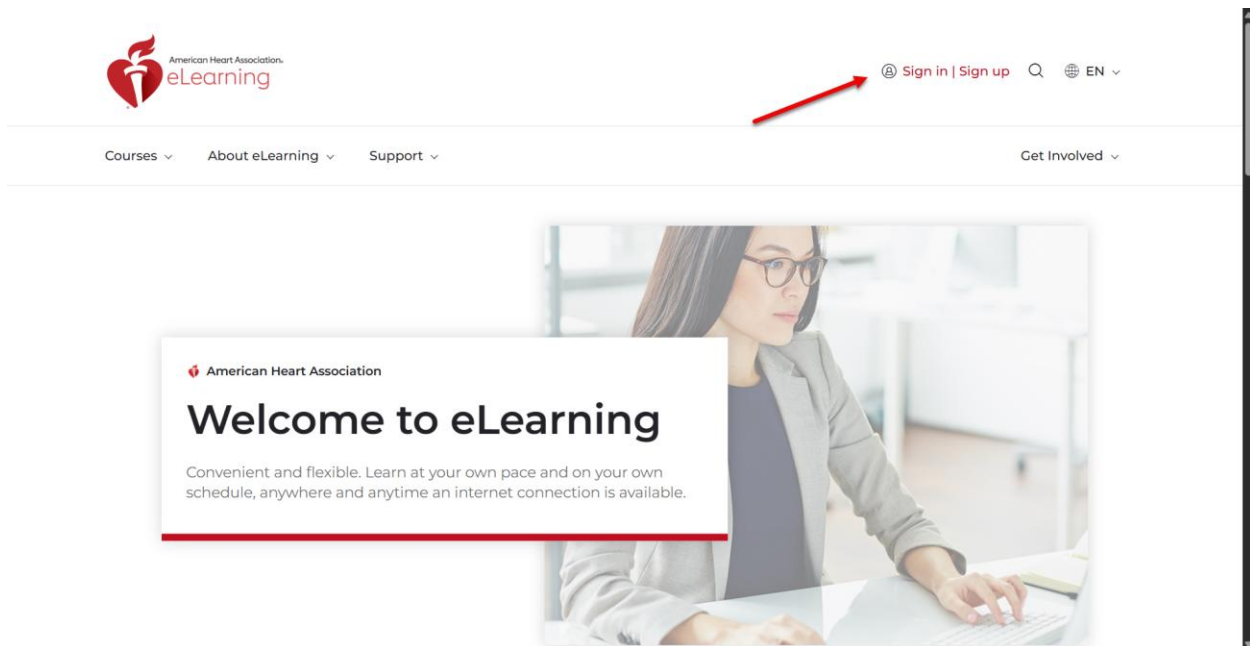 American Heart Association.
eLearning
Sign in | Sign up
EN
Courses
About eLearning
Support
Get Involved
American Heart Association
Welcome to eLearning
Convenient and flexible. Learn at your own pace and on your own
schedule, anywhere and anytime an internet connection is available.